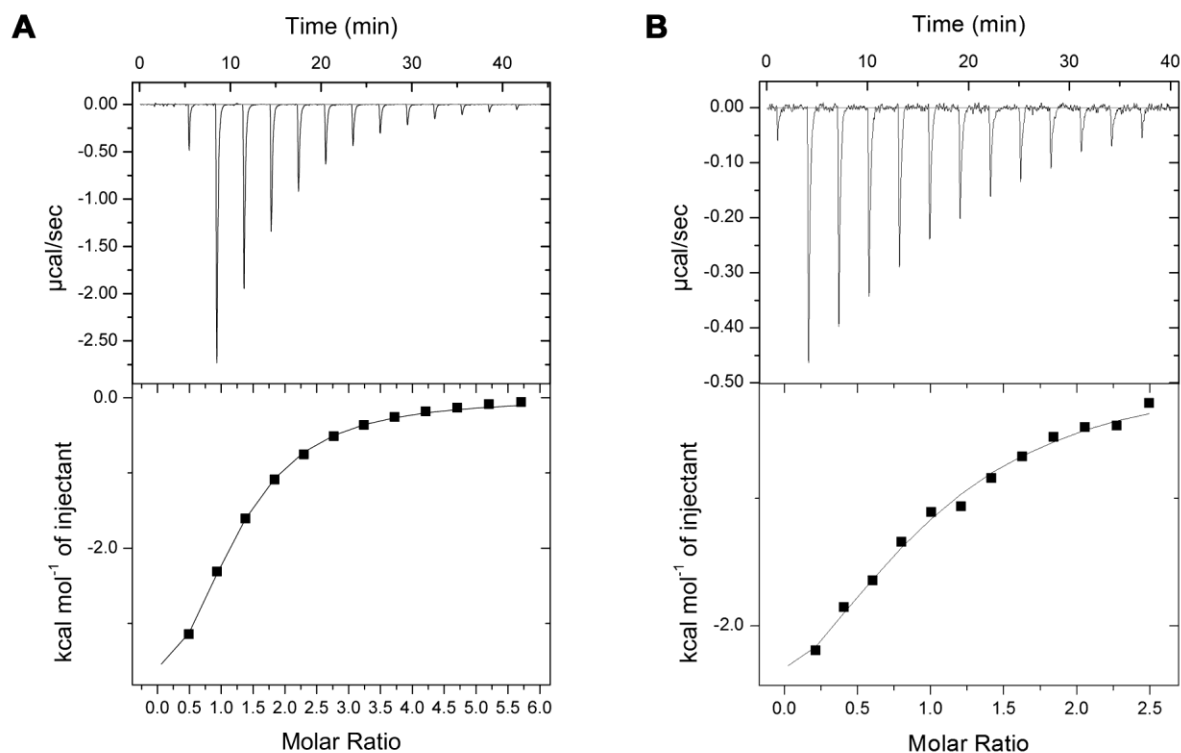 A
Time (min)
0 10 20 30 40
0.00
-0.50
-1.00
-1.50
-2.00
-2.50
µcal/sec
0.0
-2.0
kcal mol⁻¹ of injectant
0.0 0.5 1.0 1.5 2.0 2.5 3.0 3.5 4.0 4.5 5.0 5.5 6.0
Molar Ratio
B
Time (min)
0 10 20 30 40
0.00
-0.10
-0.20
-0.30
-0.40
-0.50
µcal/sec
-2.0
kcal mol⁻¹ of injectant
0.0 0.5 1.0 1.5 2.0 2.5
Molar Ratio